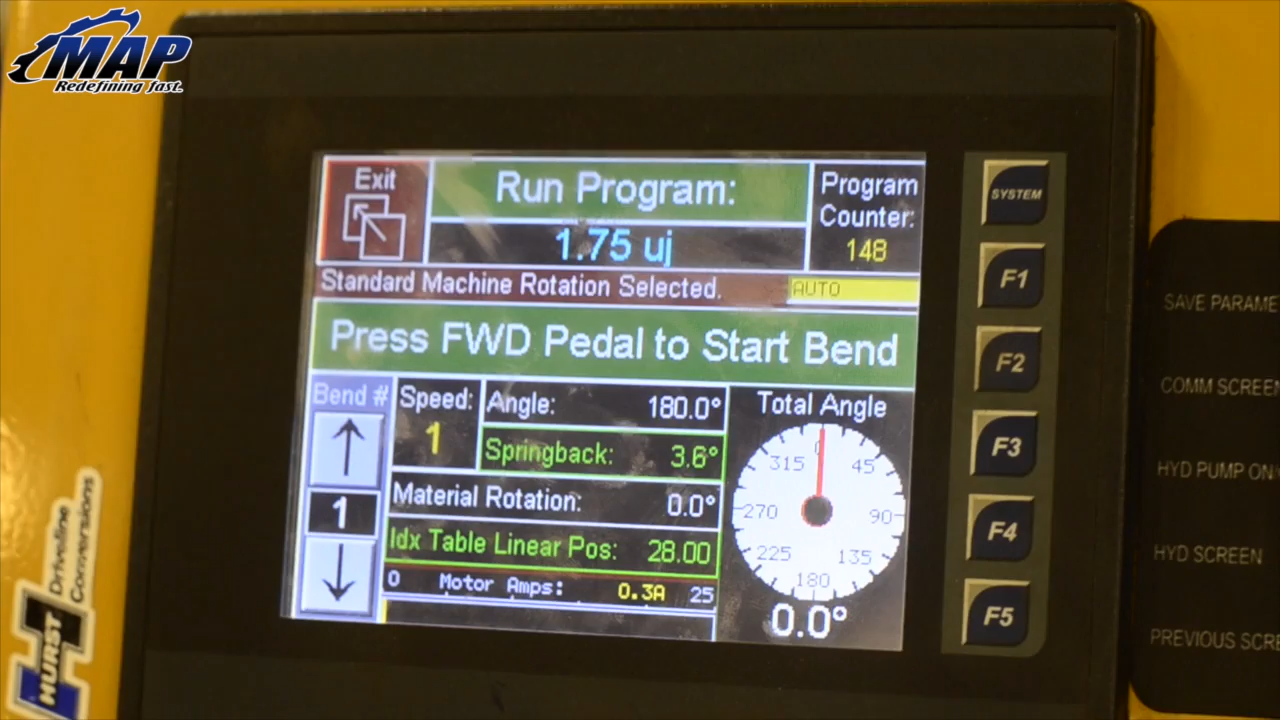 MAP
Redefining fast.
Exit
Run Program:
1.75 uj
Program
Counter:
148
Standard Machine Rotation Selected.
AUTO
Press FWD Pedal to Start Bend
Bend #
1
Speed:
1
Angle: 180.0°
Springback: 3.6°
Material Rotation: 0.0°
Idx Table Linear Pos: 28.00
0 Motor Amps: 0.3A 25
Total Angle
0
45
90
135
180
225
270
315
0.0°
SYSTEM
F1
F2
F3
F4
F5
SAVE PARAME
COMM SCREEN
HYD PUMP ON
HYD SCREEN
PREVIOUS SCRE
HURST
Driveline
Conversions